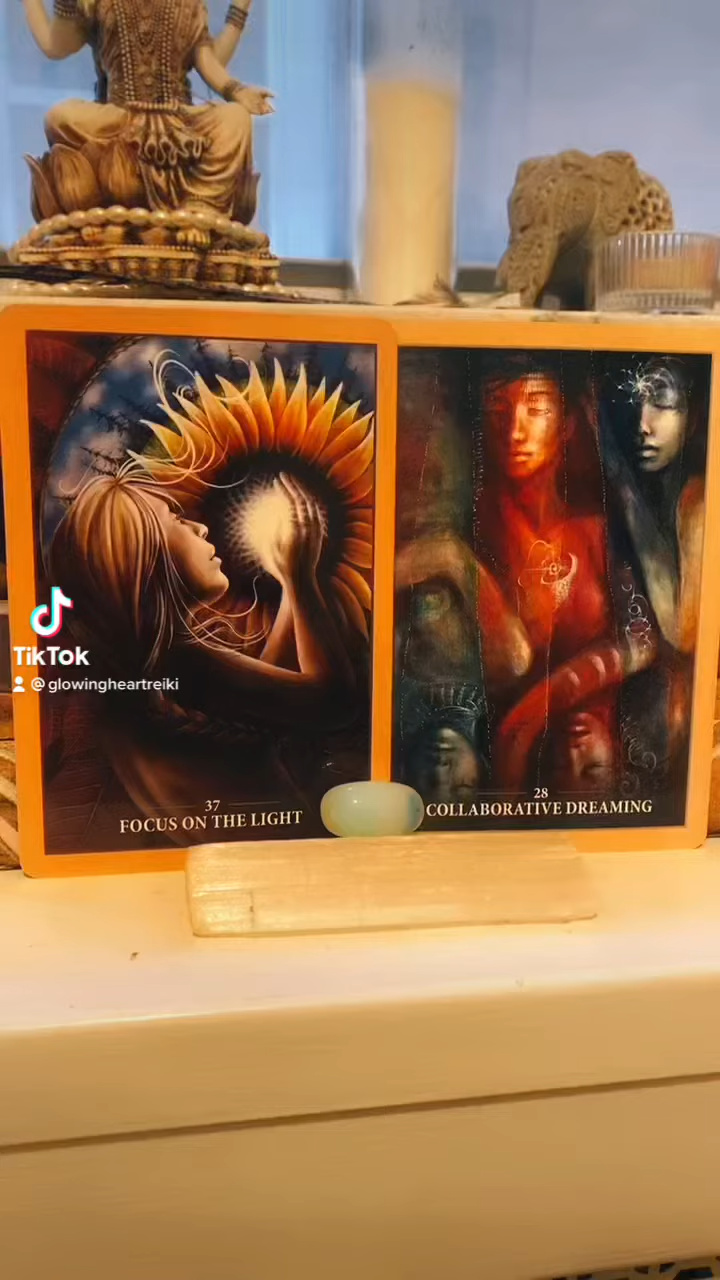 TikTok
@glowingheartreiki
37
FOCUS ON THE LIGHT
28
COLLABORATIVE DREAMING